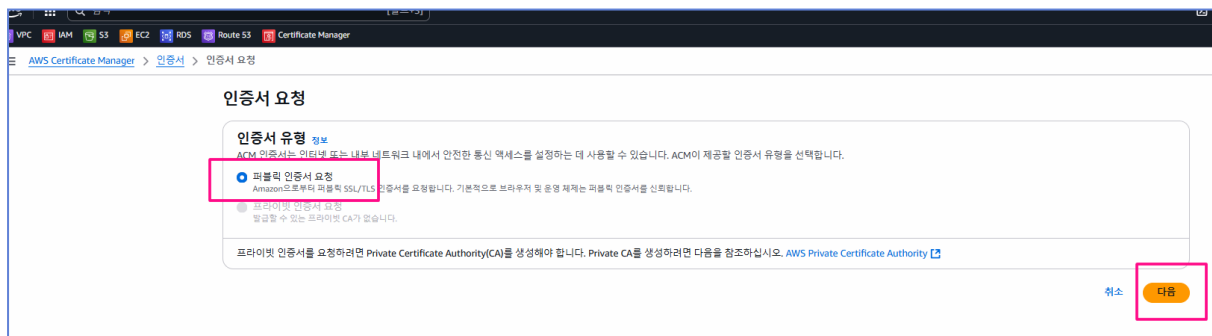 VPC IAM S3 EC2 RDS Route 53 Certificate Manager
AWS Certificate Manager > 인증서 > 인증서 요청
인증서 요청
인증서 유형 정보
ACM 인증서는 인터넷 또는 내부 네트워크 내에서 안전한 통신 액세스를 설정하는 데 사용할 수 있습니다. ACM이 제공할 인증서 유형을 선택합니다.
퍼블릭 인증서 요청
Amazon으로부터 퍼블릭 SSL/TLS 인증서를 요청합니다. 기본적으로 브라우저 및 운영 체제는 퍼블릭 인증서를 신뢰합니다.
프라이빗 인증서 요청
발급할 수 있는 프라이빗 CA가 없습니다.
프라이빗 인증서를 요청하려면 Private Certificate Authority(CA)를 생성해야 합니다. Private CA를 생성하려면 다음을 참조하십시오. AWS Private Certificate Authority
취소 다음